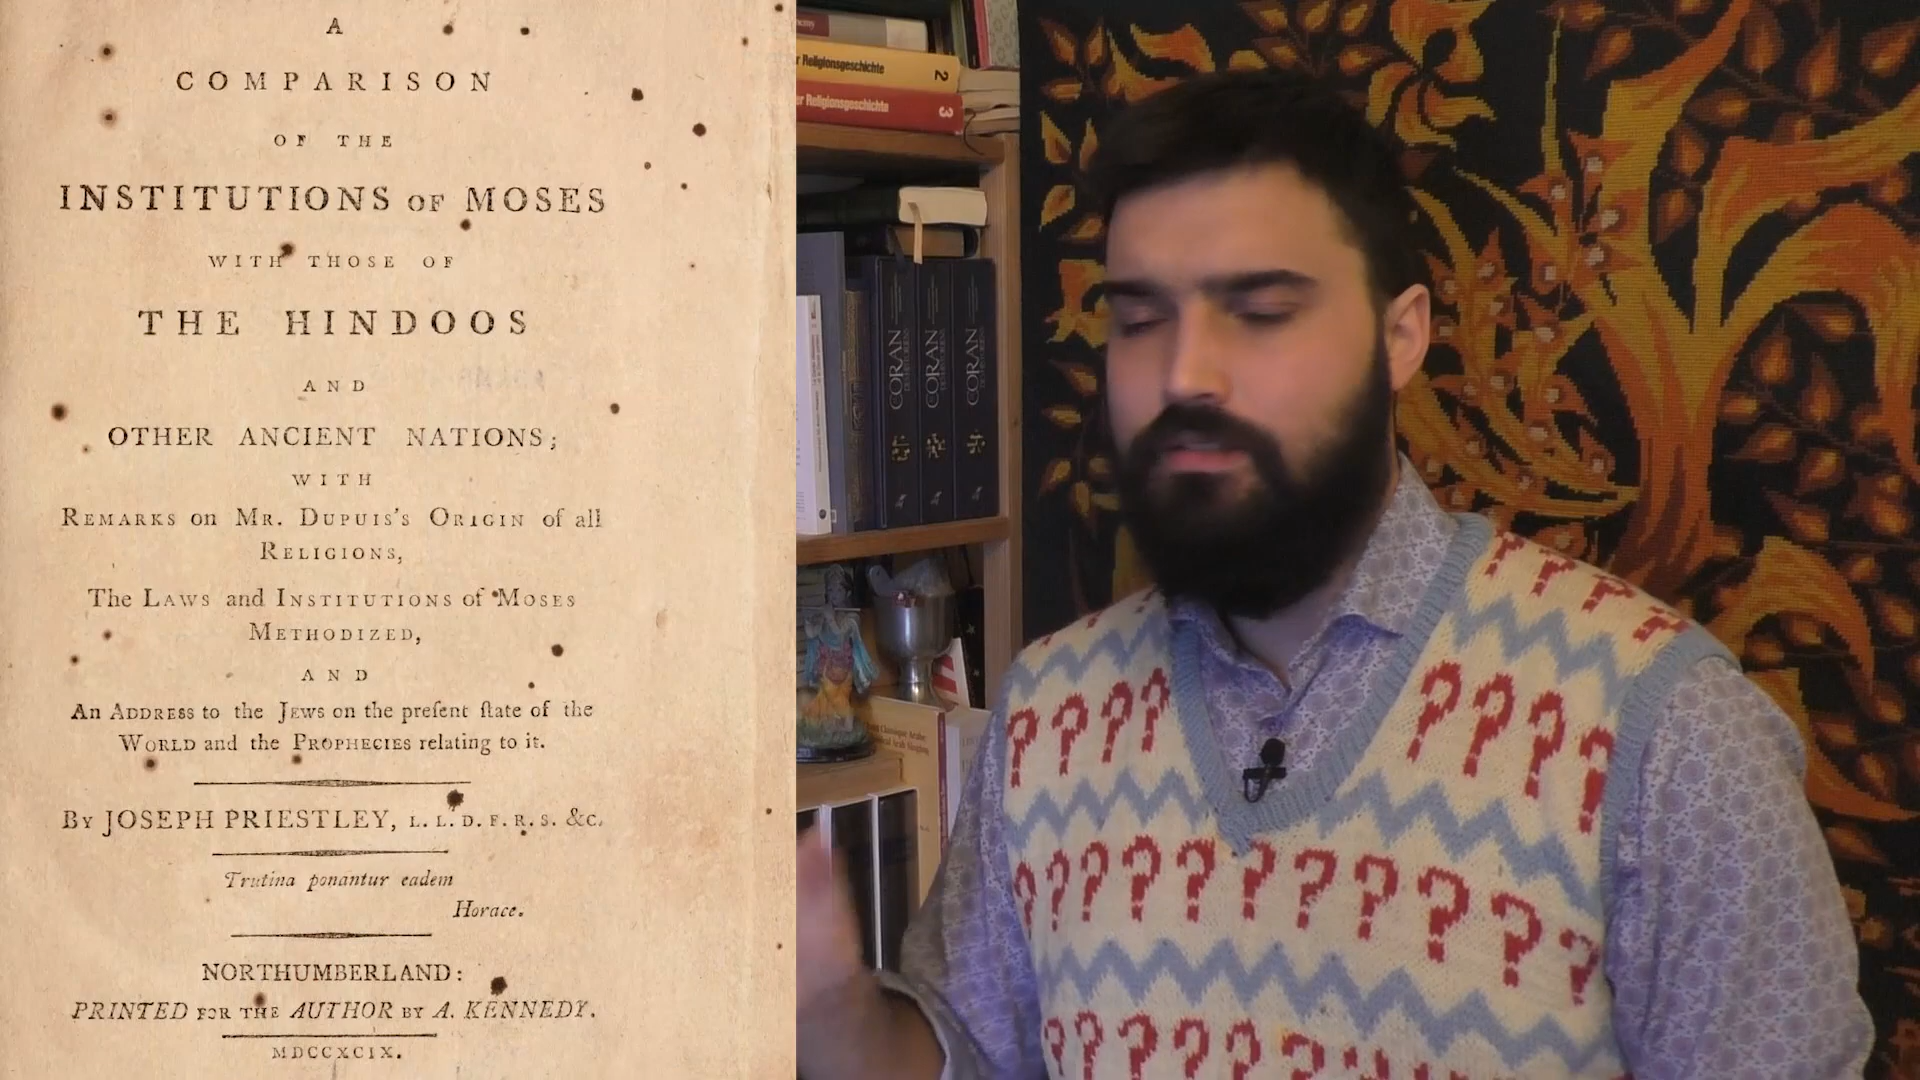 A
COMPARISON
OF THE
INSTITUTIONS OF MOSES
WITH THOSE OF
THE HINDOOS
AND
OTHER ANCIENT NATIONS;
WITH
REMARKS on MR. DUPUIS'S ORIGIN of all
RELIGIONS,
The LAWS and INSTITUTIONS of MOSES
METHODIZED,
AND
An ADDRESS to the JEWS on the preſent ſtate of the
WORLD and the PROPHECIES relating to it.
BY JOSEPH PRIESTLEY, L. L. D. F. R. S. &c.
Trutina ponantur eadem
Horace.
NORTHUMBERLAND:
PRINTED FOR THE AUTHOR BY A. KENNEDY.
MDCCXCIX.
Religionsgeschichte 2
er Religionsgeschichte 3
CORAN
CORAN
CORAN
????
????
??????????
????????